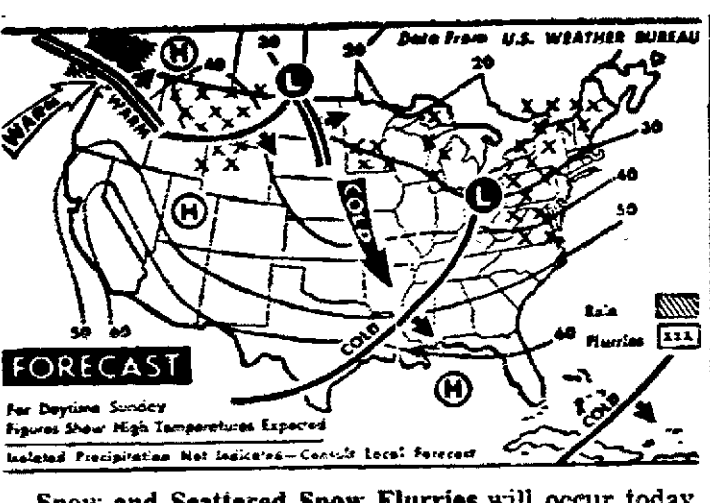 Data From U.S. WEATHER BUREAU
H
40
30
20
20
L
WARM
WARM
30
L
40
H
COLD
50
Rain
50 60
COLD
60
Flurries xxx
FORECAST
H
For Daytime Sunday
Figures Show High Temperatures Expected
COLD
Isolated Precipitation Not Indicated—Consult Local Forecast
Snow and Scattered Snow Flurries will occur today